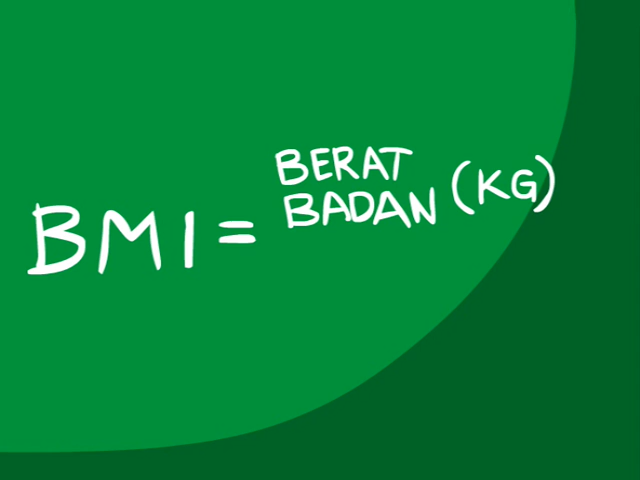 BMI = BERAT
BADAN (KG)